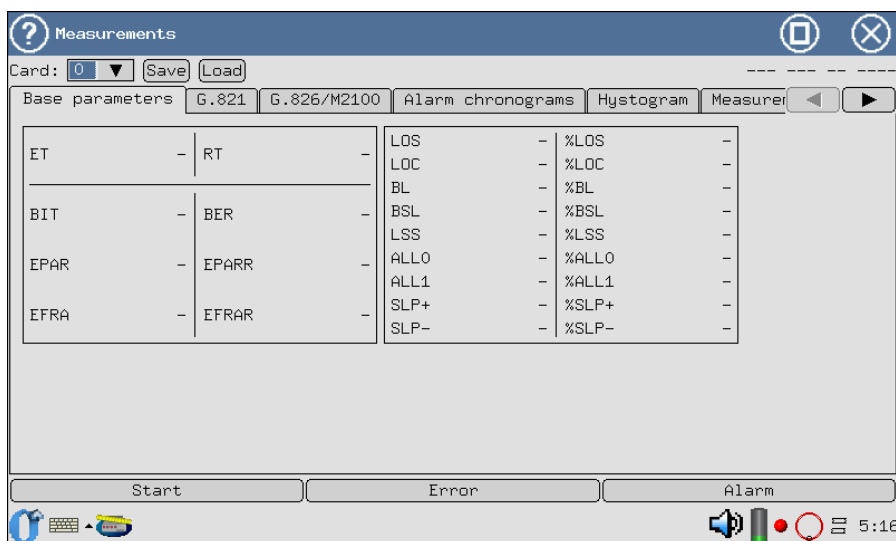 Measurements
Card: 0 Save Load --- --- -- ----
Base parameters G.821 G.826/M2100 Alarm chronograms Hystogram Measurer
ET - RT -
BIT - BER -
EPAR - EPARR -
EFRA - EFRAR -
LOS - %LOS -
LOC - %LOC -
BL - %BL -
BSL - %BSL -
LSS - %LSS -
ALL0 - %ALL0 -
ALL1 - %ALL1 -
SLP+ - %SLP+ -
SLP- - %SLP- -
Start Error Alarm
5:16